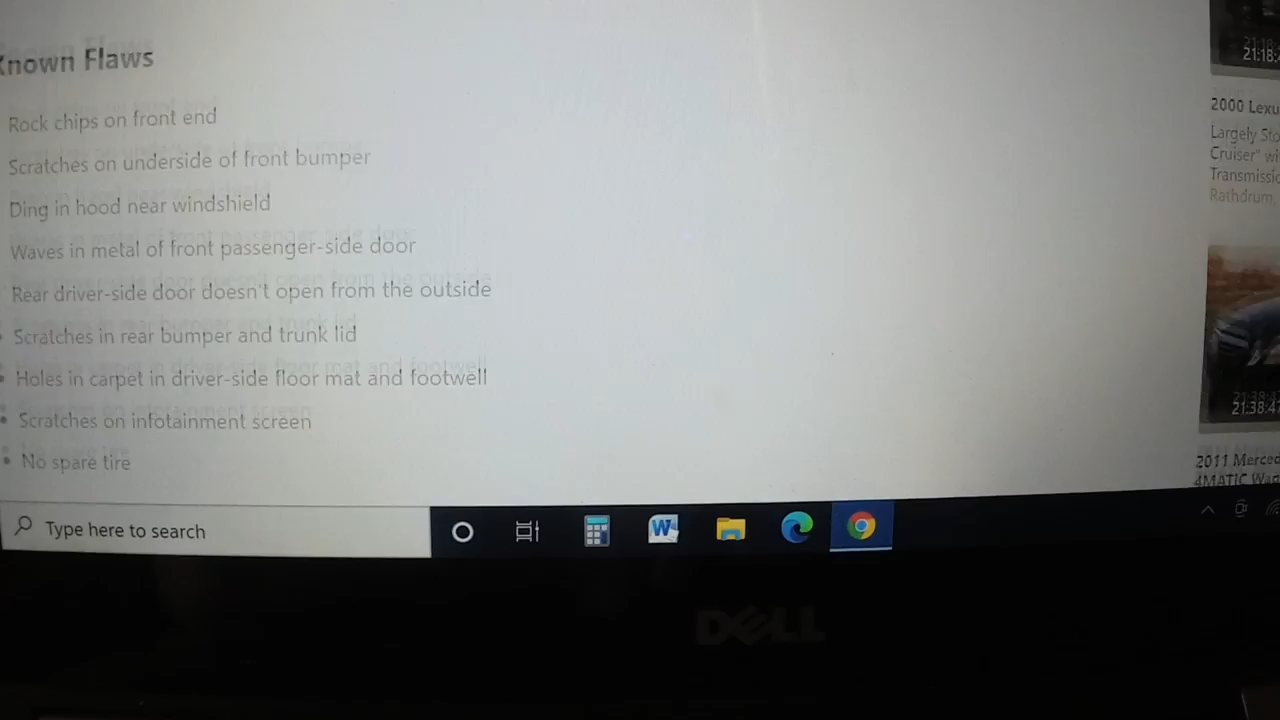 Known Flaws
Rock chips on front end
Scratches on underside of front bumper
Ding in hood near windshield
Waves in metal of front passenger-side door
Rear driver-side door doesn't open from the outside
• Scratches in rear bumper and trunk lid
• Holes in carpet in driver-side floor mat and footwell
• Scratches on infotainment screen
• No spare tire
21:18:
2000 Lexu
Largely Sto
Cruiser" wi
Transmissio
Rathdrum,
21:38:4
2011 Merced
4MATIC Wag
Type here to search
W
DELL